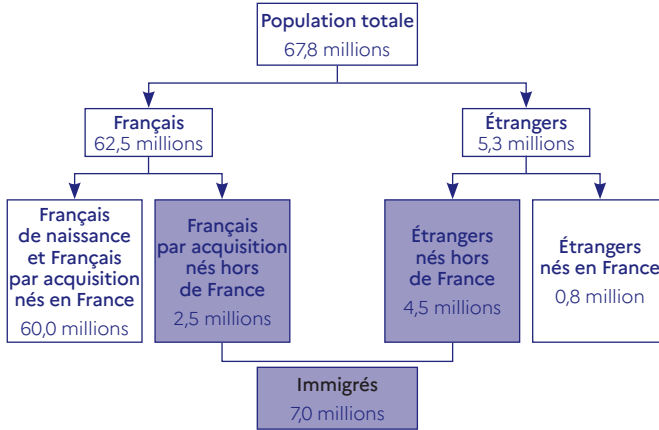 Population totale
67,8 millions
Français
62,5 millions
Étrangers
5,3 millions
Français
de naissance
et Français
par acquisition
nés en France
60,0 millions
Français
par acquisition
nés hors
de France
2,5 millions
Étrangers
nés hors
de France
4,5 millions
Étrangers
nés en France
0,8 million
Immigrés
7,0 millions